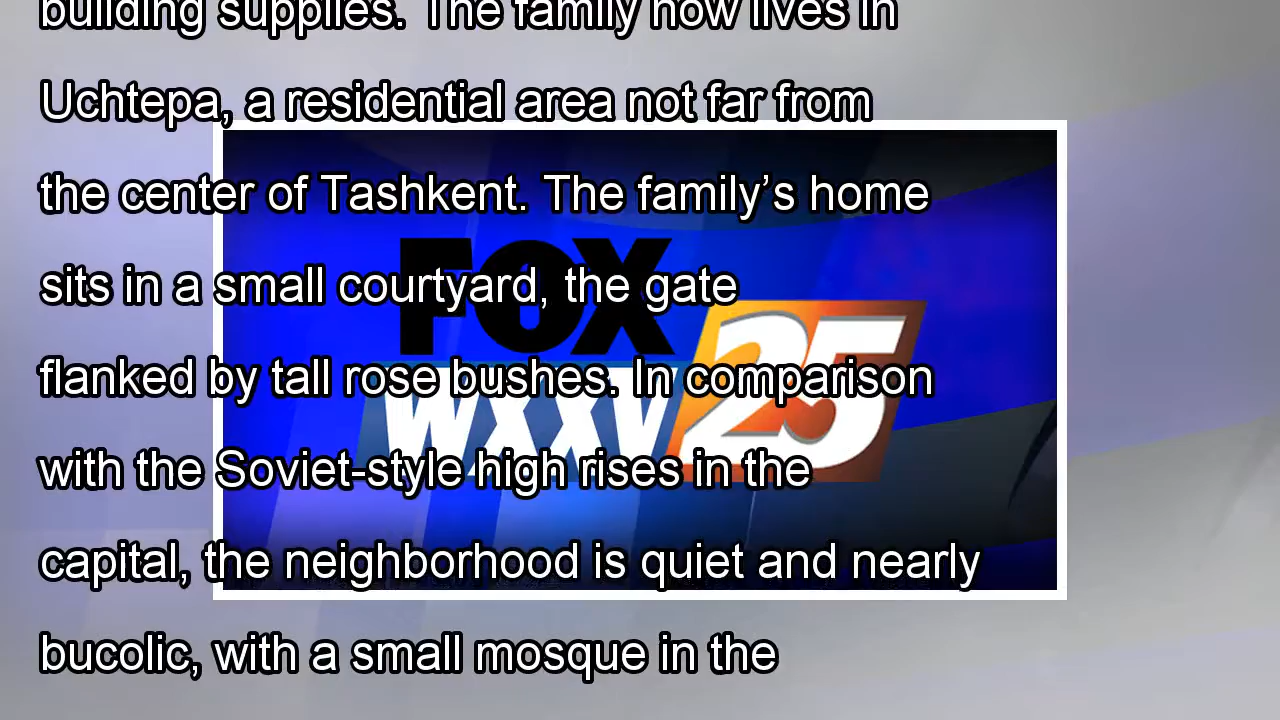 building supplies. The family now lives in
Uchtepa, a residential area not far from
the center of Tashkent. The family’s home
FOX
sits in a small courtyard, the gate
25
flanked by tall rose bushes. In comparison
WXXV
with the Soviet-style high rises in the
capital, the neighborhood is quiet and nearly
bucolic, with a small mosque in the